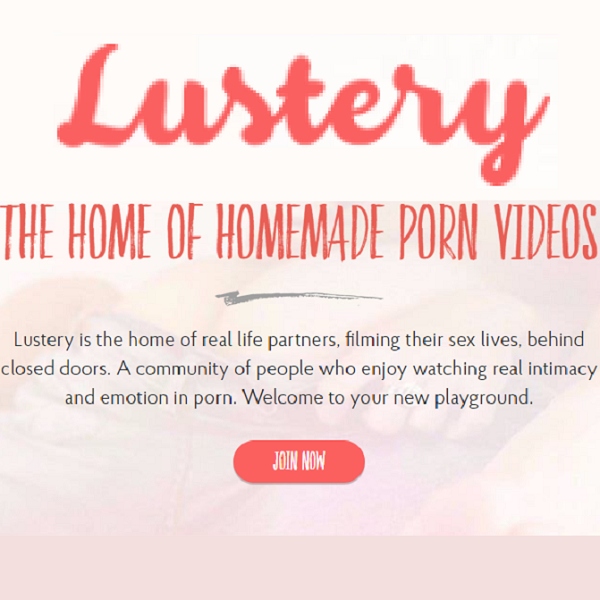 Lustery
THE HOME OF HOMEMADE PORN VIDEOS
Lustery is the home of real life partners, filming their sex lives, behind
closed doors. A community of people who enjoy watching real intimacy
and emotion in porn. Welcome to your new playground.
JOIN NOW